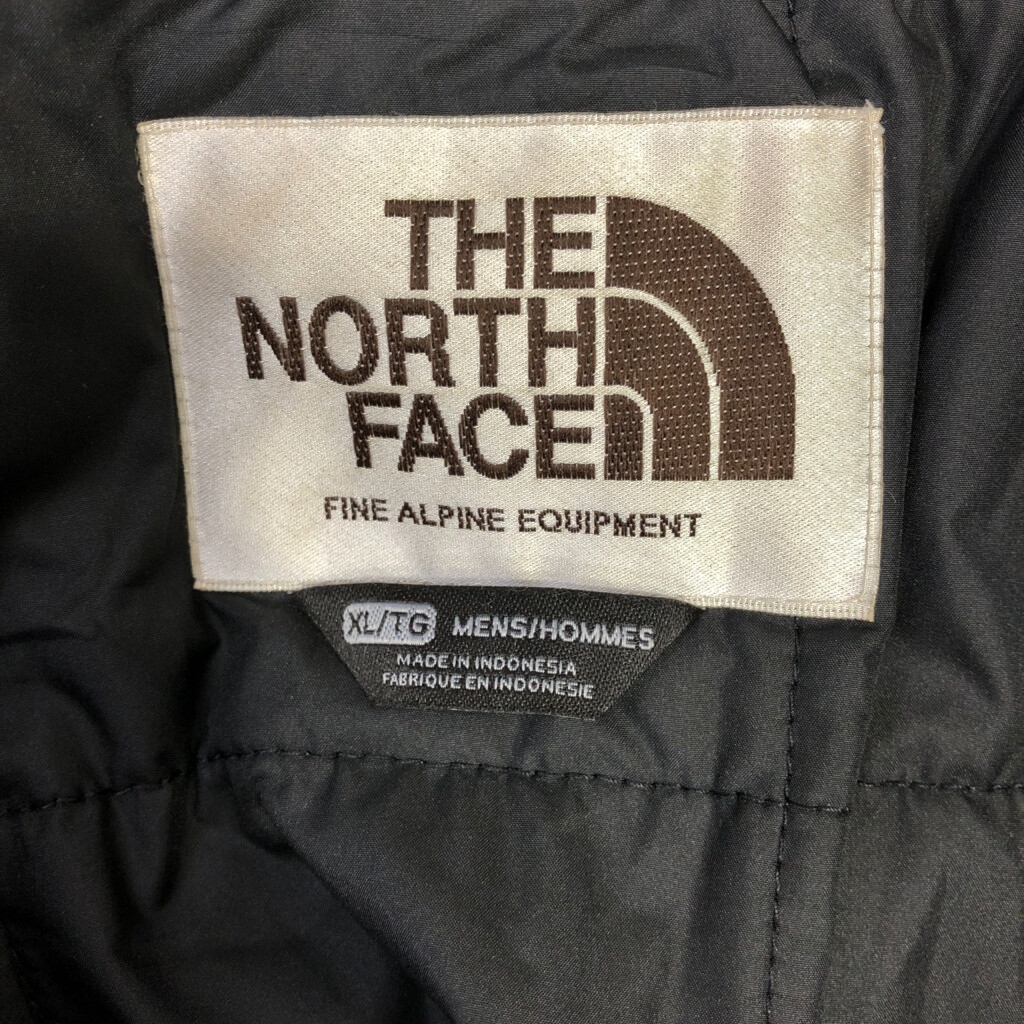 THE
NORTH
FACE
FINE ALPINE EQUIPMENT
XL/TG MENS/HOMMES
MADE IN INDONESIA
FABRIQUE EN INDONESIE